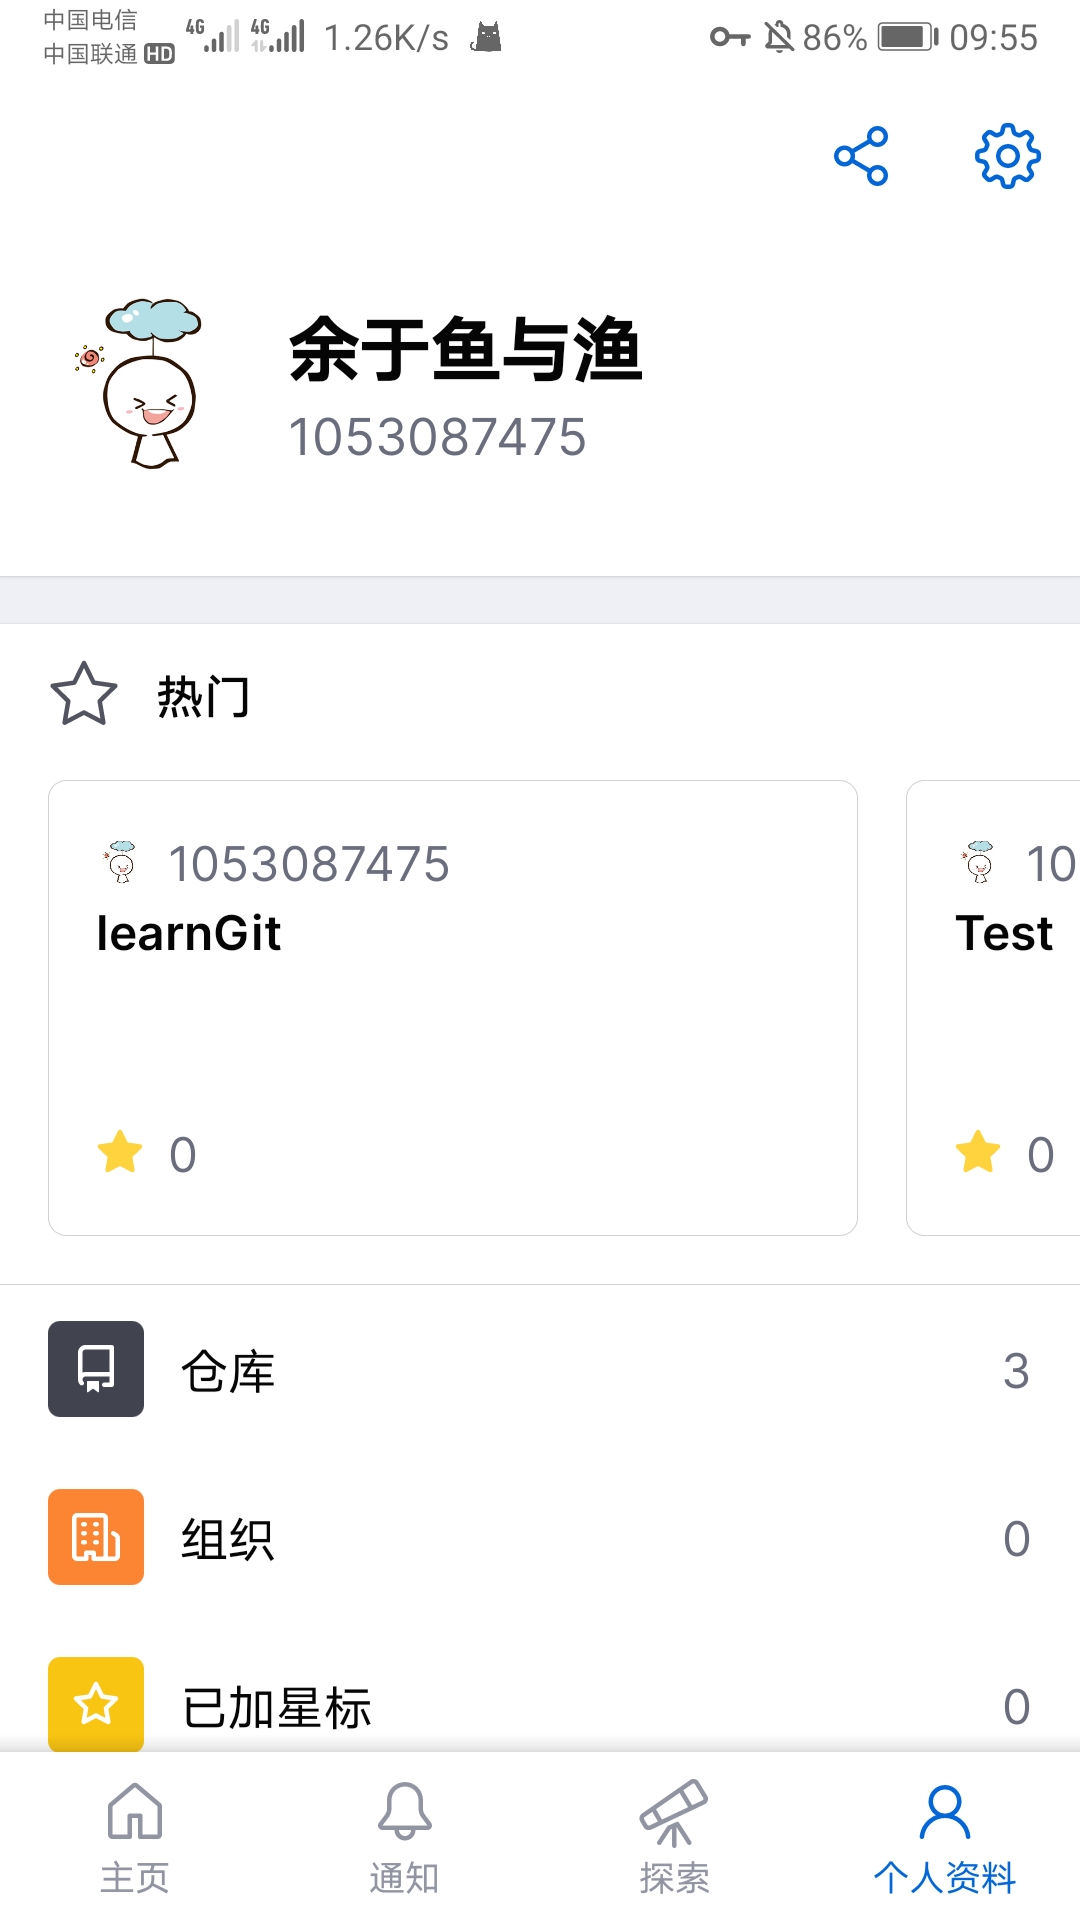 中国电信
中国联通 HD
4G 4G 1.26K/s 86% 09:55
余于鱼与渔
1053087475
热门
1053087475
learnGit
0
10
Test
0
仓库 3
组织 0
已加星标 0
主页 通知 探索 个人资料